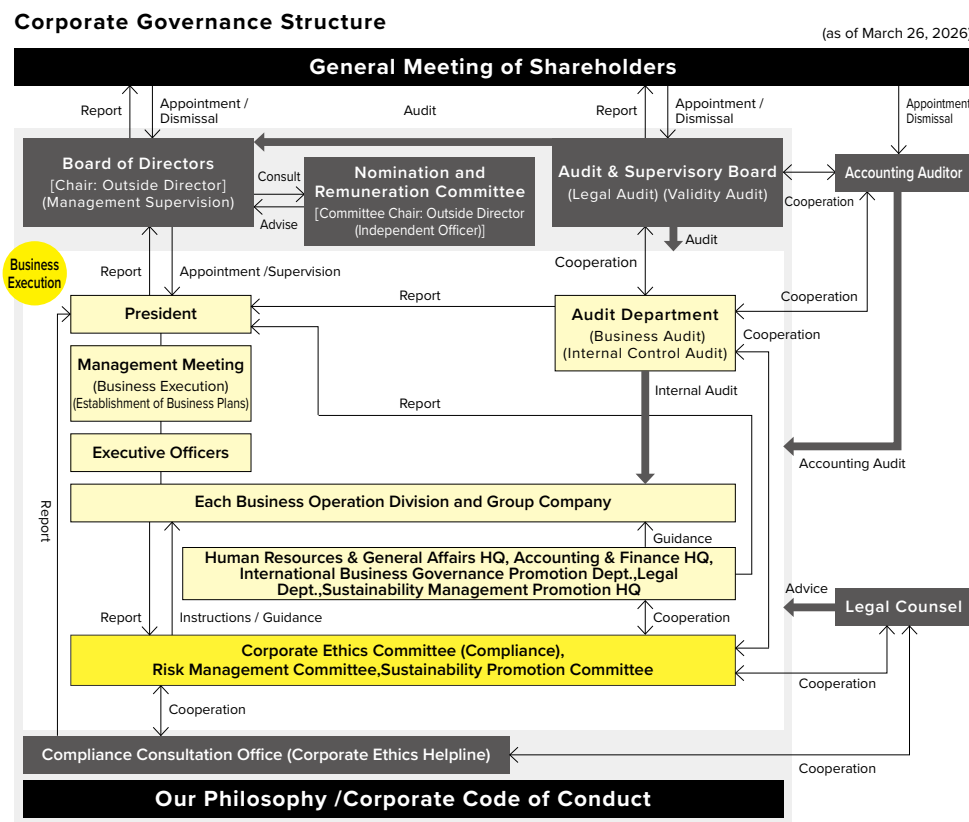 Corporate Governance Structure
(as of March 26, 2026)
General Meeting of Shareholders
Report
Appointment /
Dismissal
Audit
Report
Appointment /
Dismissal
Appointment
Dismissal
Board of Directors
[Chair: Outside Director]
(Management Supervision)
Consult
Advise
Nomination and
Remuneration Committee
[Committee Chair: Outside Director
(Independent Officer)]
Audit & Supervisory Board
(Legal Audit) (Validity Audit)
Cooperation
Accounting Auditor
Audit
Business
Execution
Report
Appointment /Supervision
Cooperation
Cooperation
President
Report
Audit Department
(Business Audit)
(Internal Control Audit)
Cooperation
Management Meeting
(Business Execution)
(Establishment of Business Plans)
Report
Internal Audit
Executive Officers
Accounting Audit
Each Business Operation Division and Group Company
Report
Guidance
Human Resources & General Affairs HQ, Accounting & Finance HQ,
International Business Governance Promotion Dept.,Legal
Dept.,Sustainability Management Promotion HQ
Advice
Legal Counsel
Report
Instructions / Guidance
Cooperation
Corporate Ethics Committee (Compliance),
Risk Management Committee,Sustainability Promotion Committee
Cooperation
Cooperation
Compliance Consultation Office (Corporate Ethics Helpline)
Cooperation
Our Philosophy /Corporate Code of Conduct